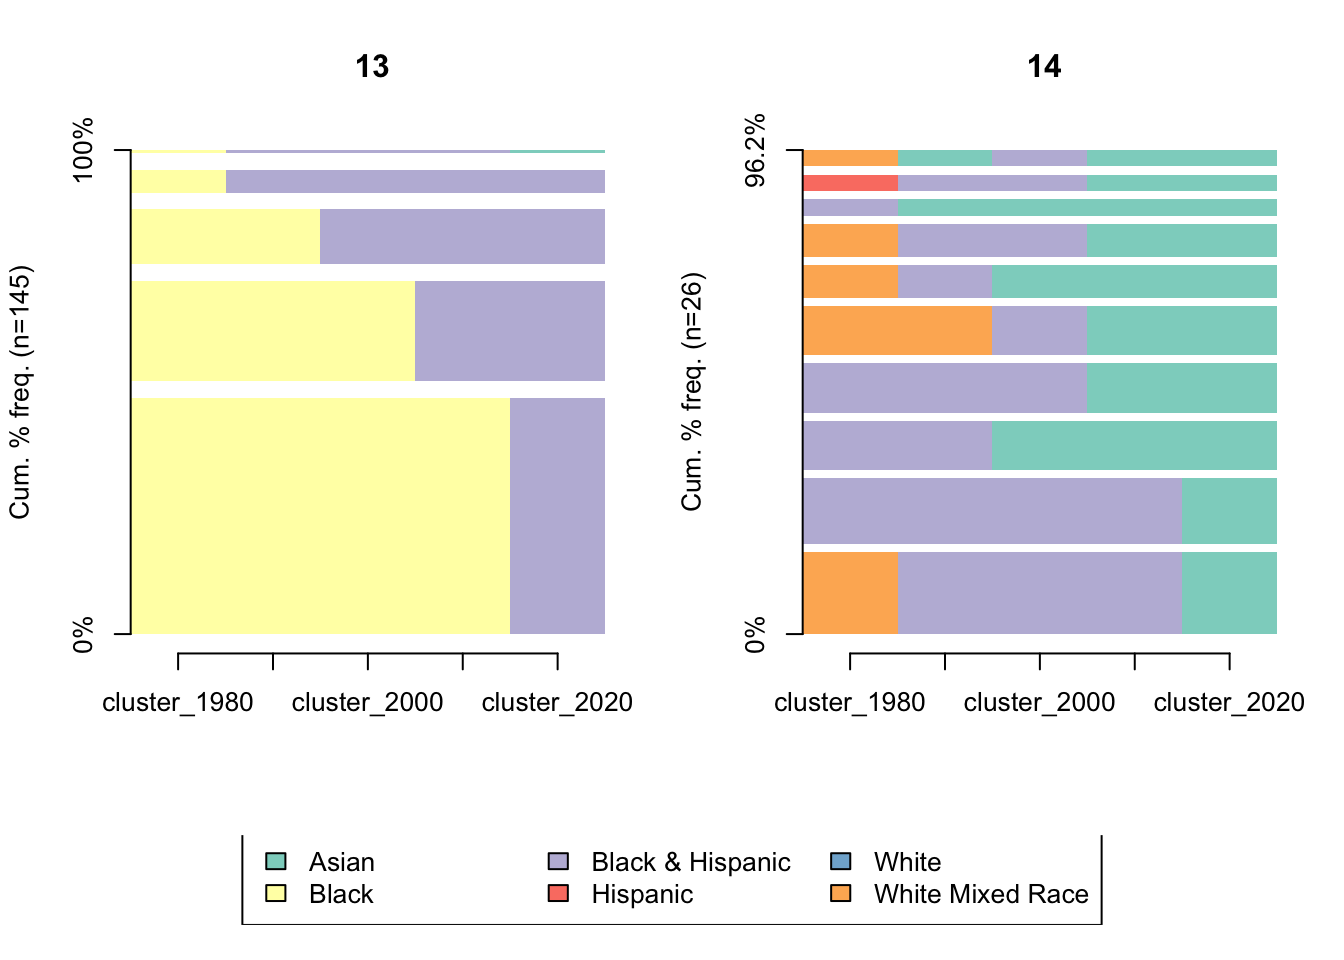 13
100%
0%
Cum. % freq. (n=145)
cluster_1980 cluster_2000 cluster_2020
14
96.2%
0%
Cum. % freq. (n=26)
cluster_1980 cluster_2000 cluster_2020
Asian Black & Hispanic White
Black Hispanic White Mixed Race